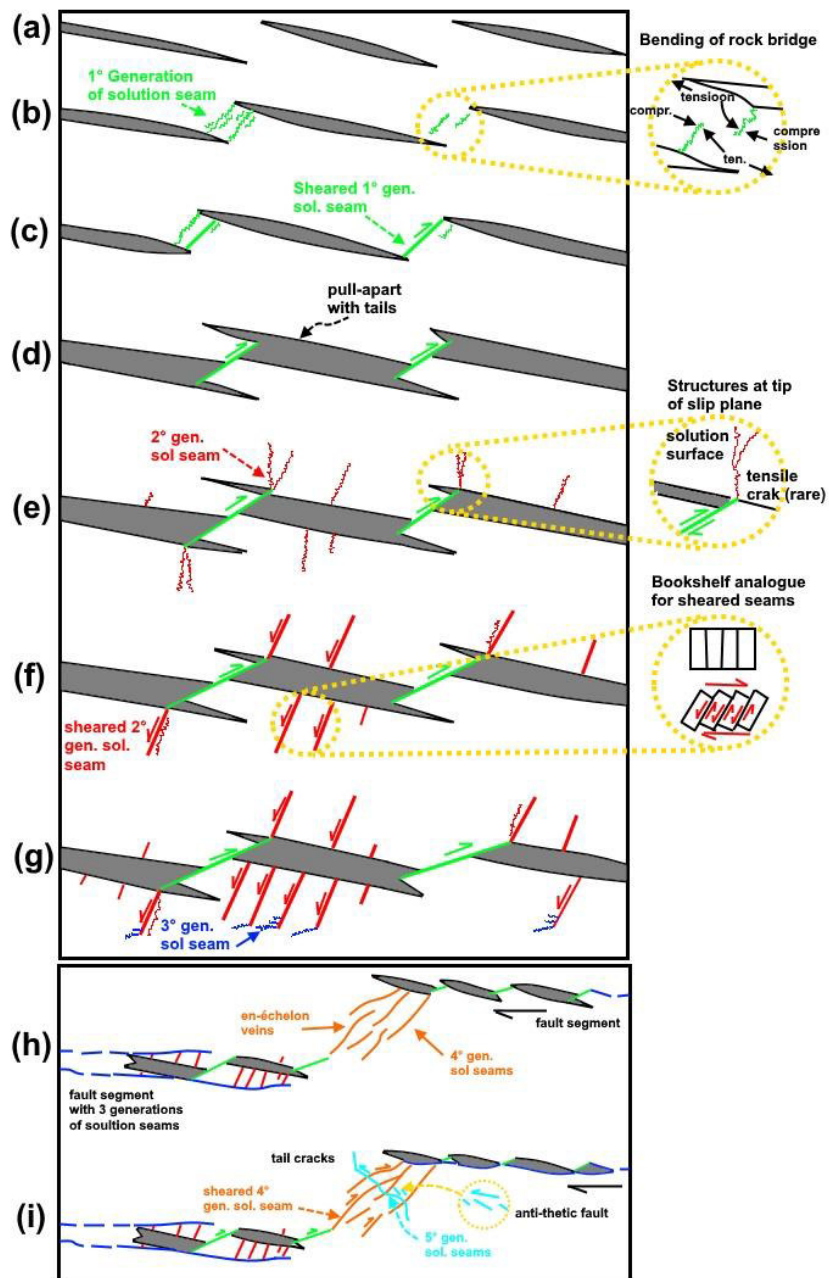 (a)
Bending of rock bridge
1° Generation
of solution seam
(b)
tensioon
compr.
compre
ssion
ten.
Sheared 1° gen.
sol. seam
(c)
pull-apart
with tails
(d)
Structures at tip
of slip plane
2° gen.
sol seam
solution
surface
tensile
crak (rare)
(e)
Bookshelf analogue
for sheared seams
(f)
sheared 2°
gen. sol.
seam
(g)
3° gen.
sol seam
(h)
en-échelon
veins
fault segment
4° gen.
sol seams
fault segment
with 3 generations
of soultion seams
tail cracks
sheared 4°
gen. sol. seam
anti-thetic fault
(i)
5° gen.
sol. seams